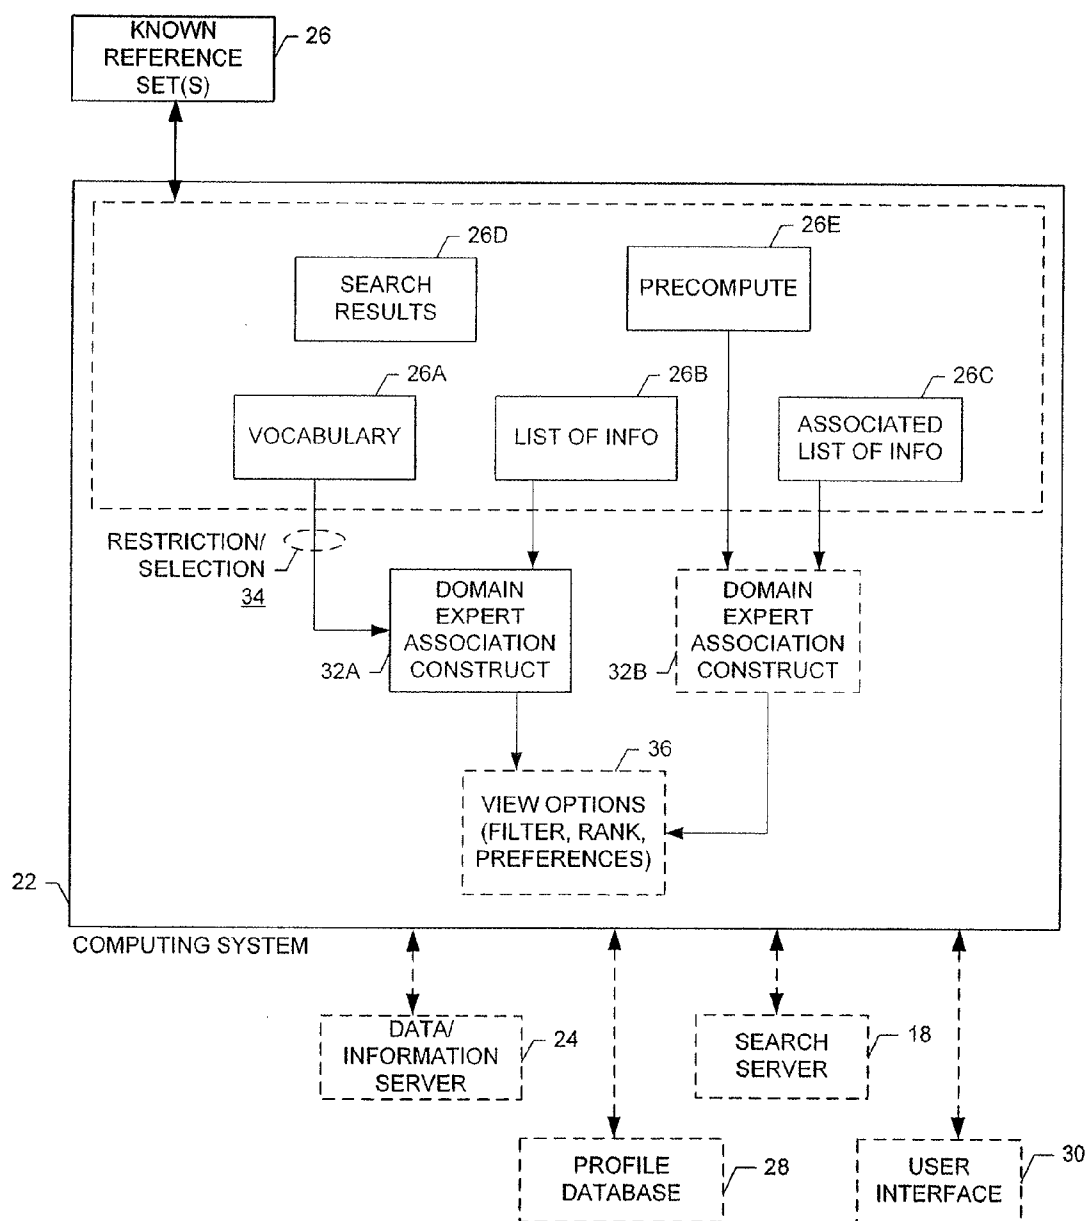 KNOWN
REFERENCE
SET(S)
26
26D
26E
SEARCH
RESULTS
PRECOMPUTE
26A
26B
26C
VOCABULARY
LIST OF INFO
ASSOCIATED
LIST OF INFO
RESTRICTION/
SELECTION
34
DOMAIN
EXPERT
ASSOCIATION
CONSTRUCT
32A
DOMAIN
EXPERT
ASSOCIATION
CONSTRUCT
32B
36
VIEW OPTIONS
(FILTER, RANK,
PREFERENCES)
22
COMPUTING SYSTEM
DATA/
INFORMATION
SERVER
24
SEARCH
SERVER
18
PROFILE
DATABASE
28
USER
INTERFACE
30